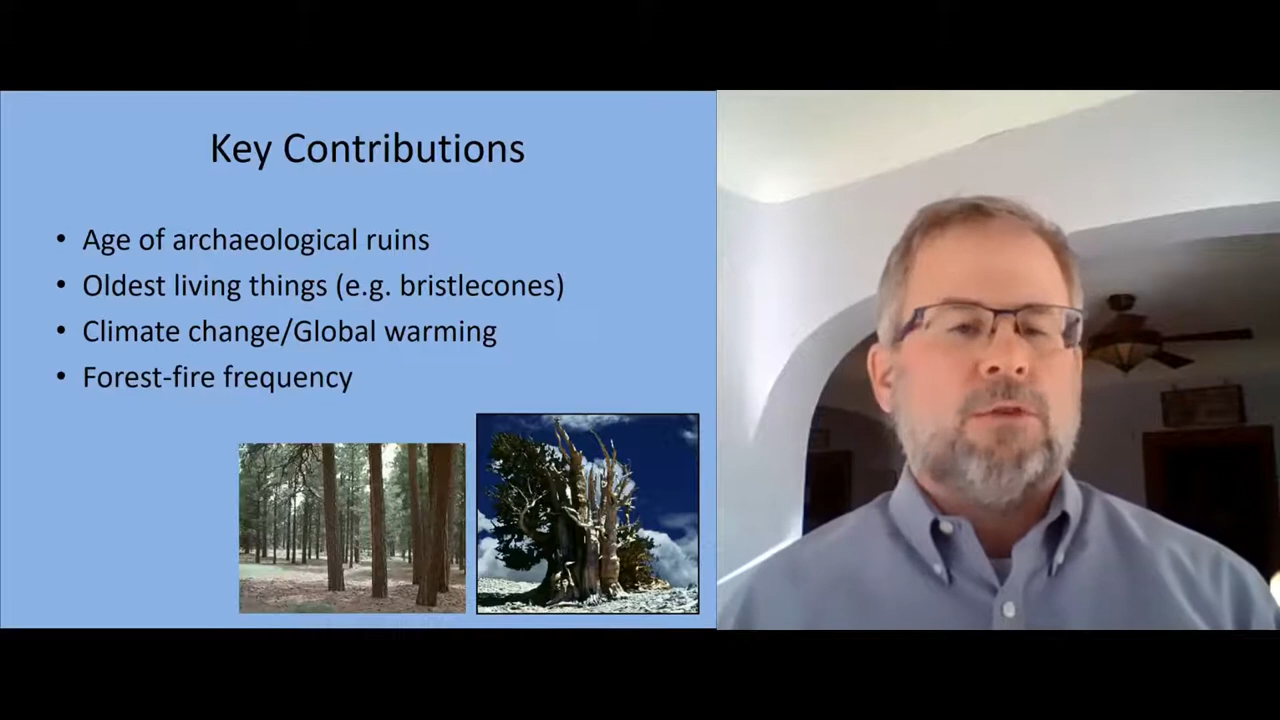 Key Contributions
• Age of archaeological ruins
• Oldest living things (e.g. bristlecones)
• Climate change/Global warming
• Forest-fire frequency